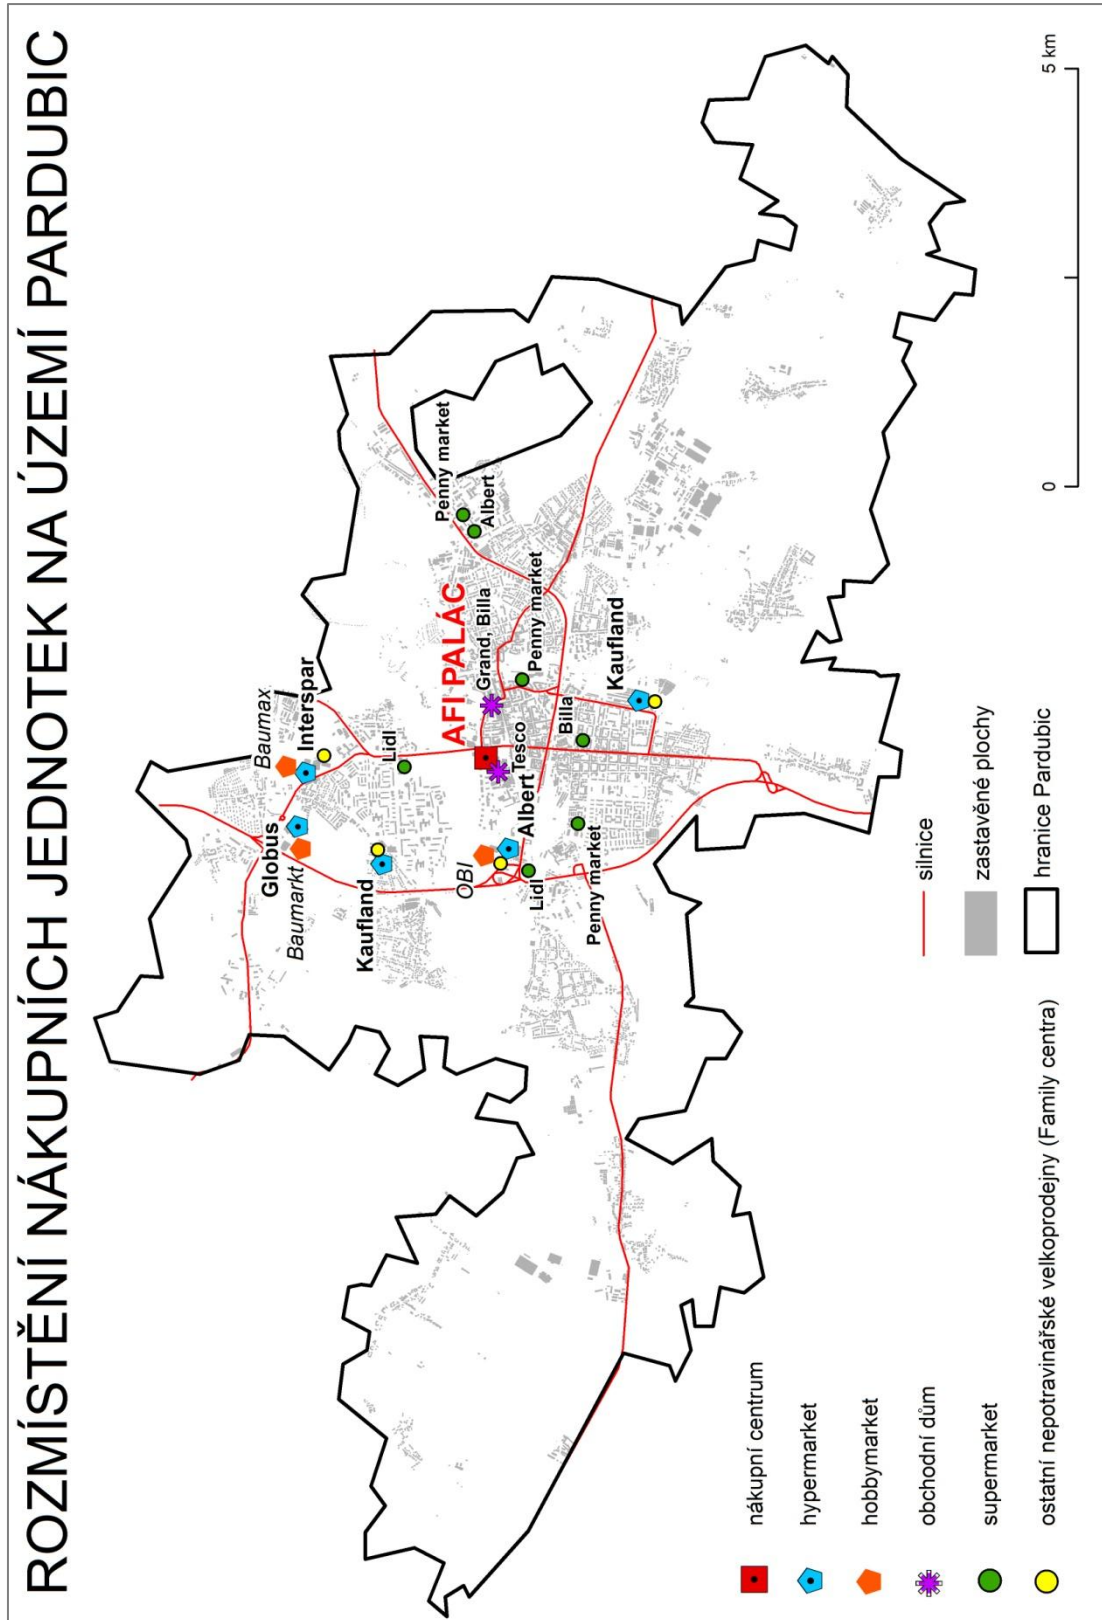 ROZMÍSTĚNÍ NÁKUPNÍCH JEDNOTEK NA ÚZEMÍ PARDUBIC
Baumax
Interspar
Globus
Baumarkt
Lidl
Kaufland
Penny market
Albert
AFI PALÁC
Grand, Billa
Tesco
OBI
Albert
Penny market
Lidl
Billa
Penny market
Kaufland
nákupní centrum
hypermarket
hobbymarket
obchodní dům
supermarket
ostatní nepotravinářské velkoprodejny (Family centra)
silnice
zastavěné plochy
hranice Pardubic
0
5 km